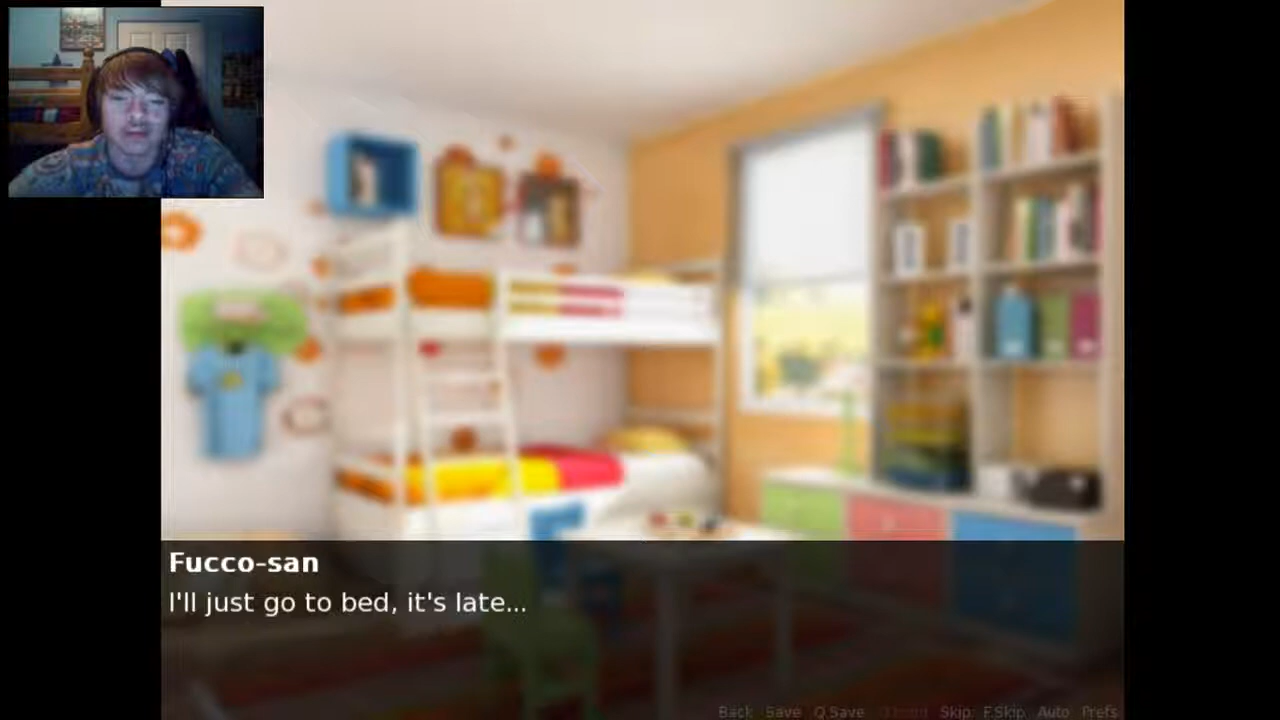 Fucco-san
I'll just go to bed, it's late...
Back Save Q.Save Skip F.Skip Auto Prefs